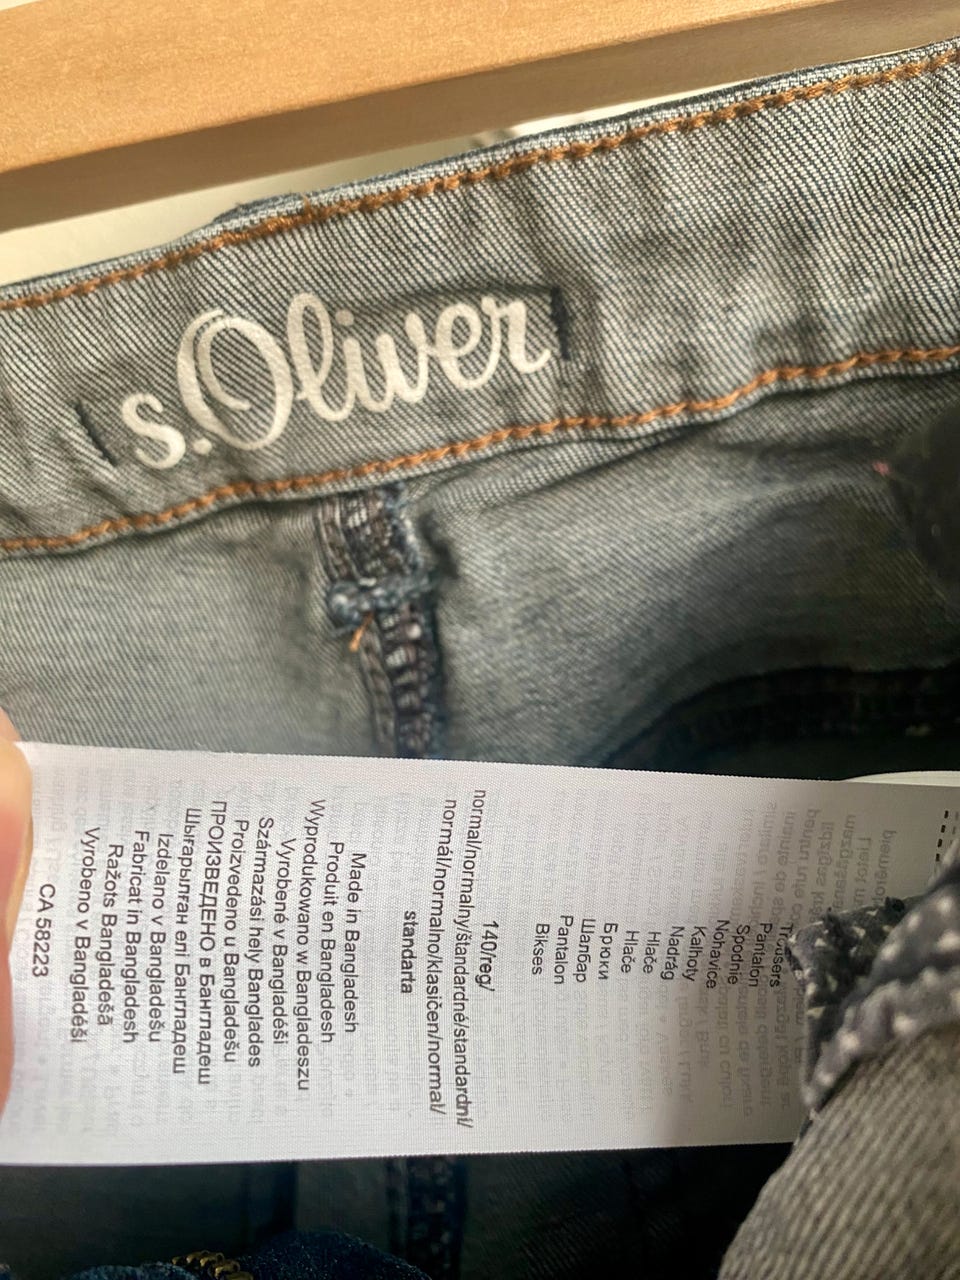 s.Oliver
Trousers
Pantalon
Spodnie
Nohavice
Kalhoty
Nadrág
Hlače
Hlače
Брюки
Шалбар
Pantalon
Bikses
140/reg/
normal/normalny/štandardné/standardní/
normál/normalno/klasičen/normal/
standarta
Made in Bangladesh
Produit en Bangladesh
Wyprodukowano w Bangladeszu
Vyrobené v Bangladéši
Származási hely Banglades
Proizvedeno u Bangladešu
ПРОИЗВЕДЕНО в Бангладеш
Шығарылған елі Бангладеш
Izdelano v Bangladešu
Fabricat in Bangladesh
Ražots Bangladešā
Vyrobeno v Bangladéši
CA 58223